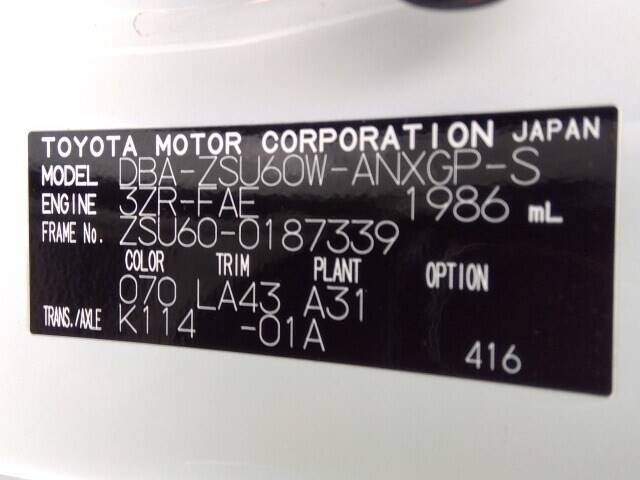 TOYOTA MOTOR CORPORATION JAPAN
MODEL DBA-ZSU60W-ANXGP-S
ENGINE 3ZR-FAE 1986 mL
FRAME No. ZSU60-0187339
COLOR TRIM PLANT OPTION
070 LA43 A31
TRANS./AXLE K114 -01A
416